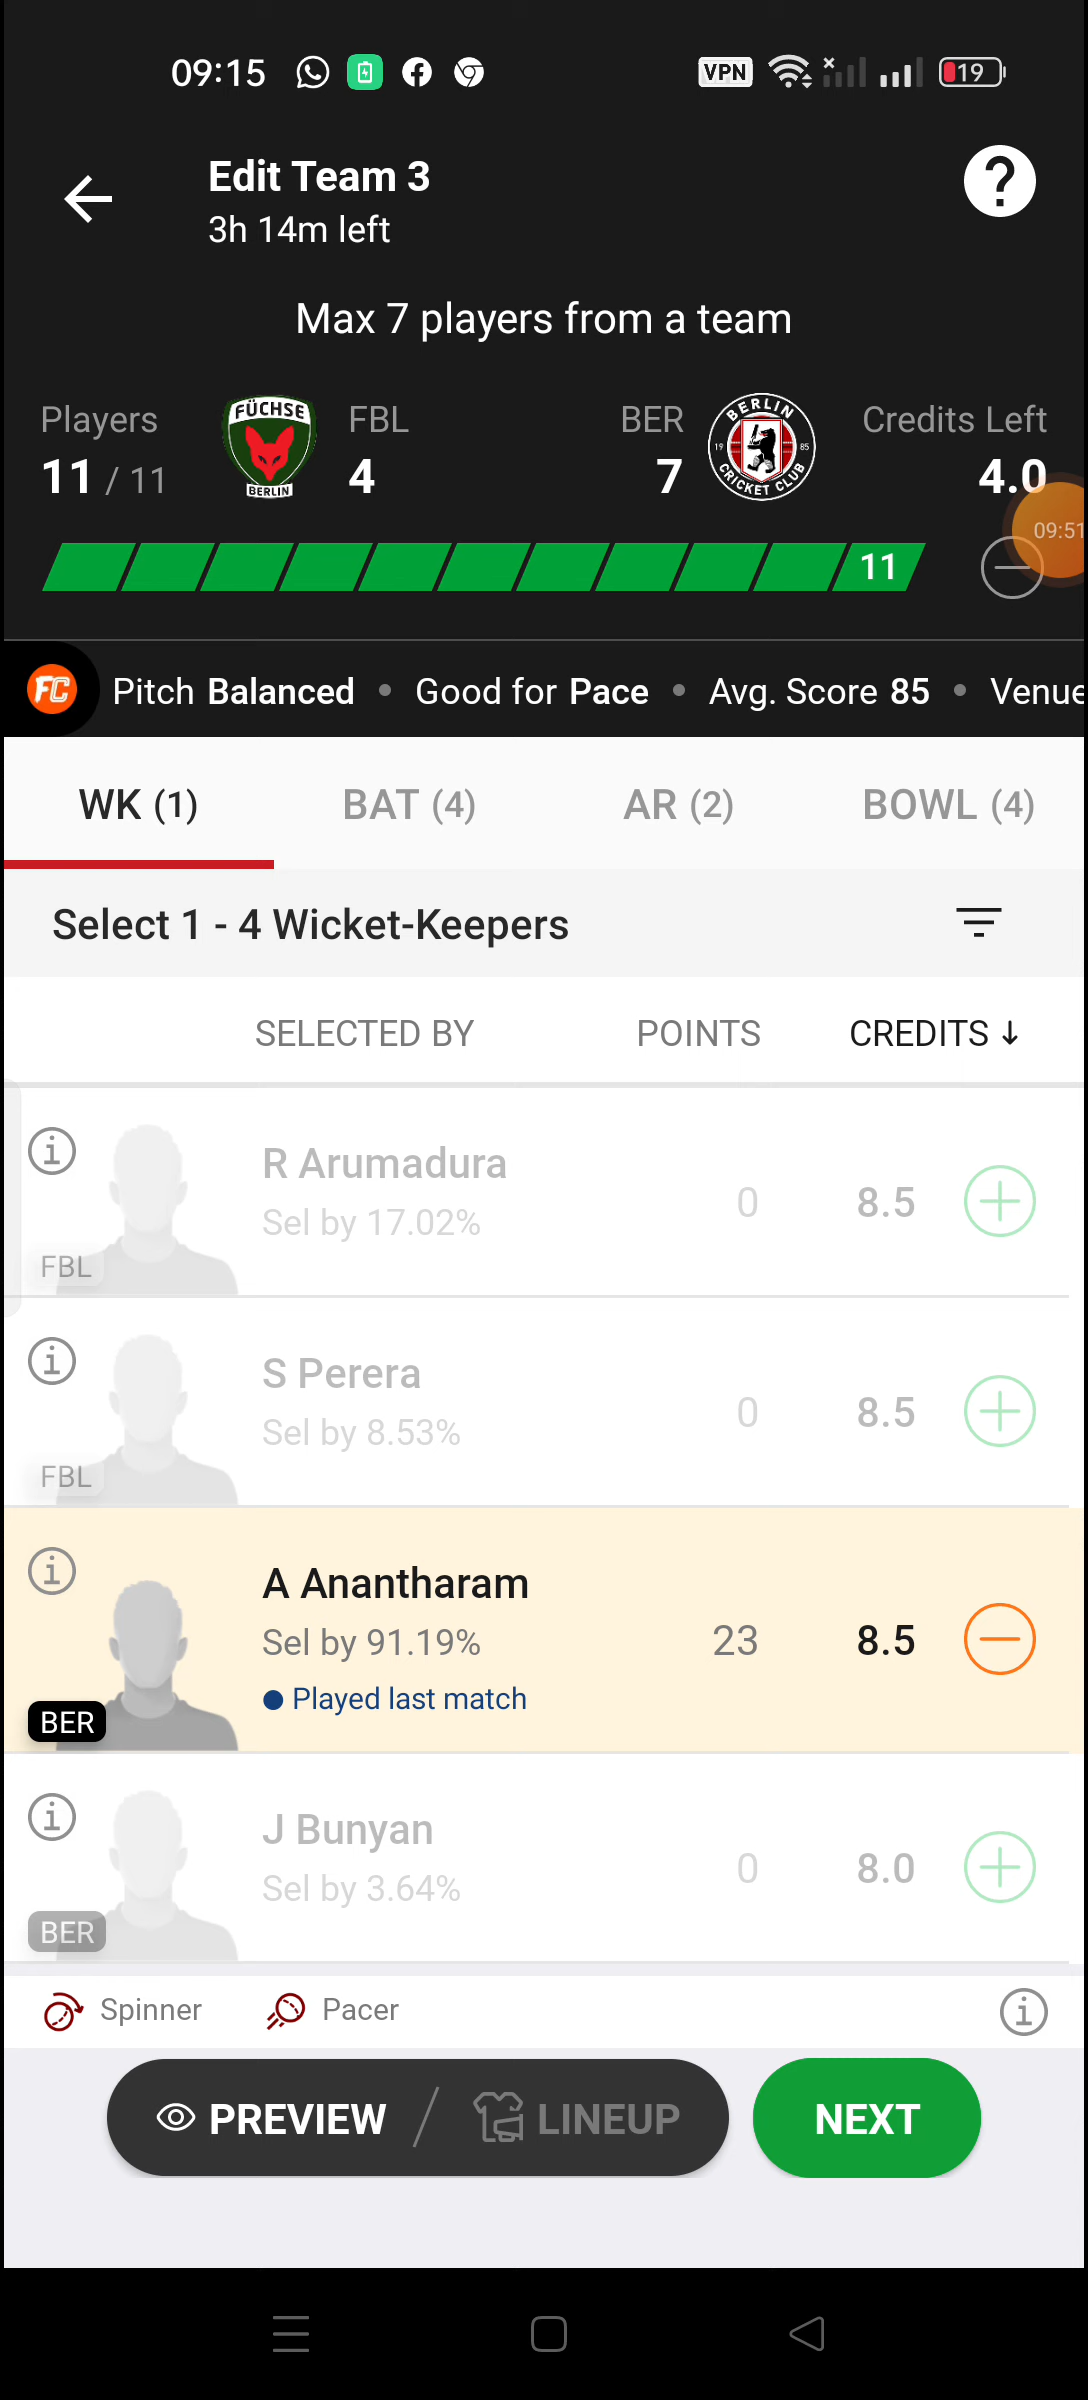 09:15
VPN
19
Edit Team 3
3h 14m left
?
Max 7 players from a team
Players
11 / 11
FÜCHSE
BERLIN
FBL
4
BER
7
BERLIN
19 85
CRICKET CLUB
Credits Left
4.0
09:51
11
FC Pitch Balanced • Good for Pace • Avg. Score 85 • Venue
WK (1) BAT (4) AR (2) BOWL (4)
Select 1 - 4 Wicket-Keepers
SELECTED BY POINTS CREDITS ↓
R Arumadura
Sel by 17.02% 0 8.5
FBL
S Perera
Sel by 8.53% 0 8.5
FBL
A Anantharam
Sel by 91.19% 23 8.5
Played last match
BER
J Bunyan
Sel by 3.64% 0 8.0
BER
Spinner Pacer
PREVIEW / LINEUP NEXT